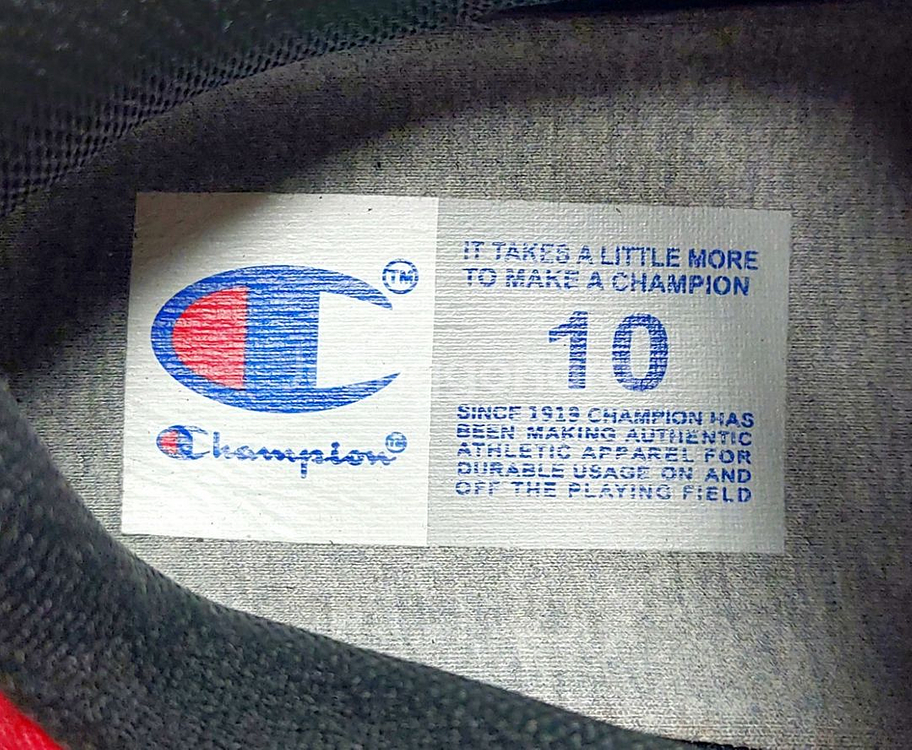 TM
Champion
IT TAKES A LITTLE MORE
TO MAKE A CHAMPION
10
SINCE 1919 CHAMPION HAS
BEEN MAKING AUTHENTIC
ATHLETIC APPAREL FOR
DURABLE USAGE ON AND
OFF THE PLAYING FIELD